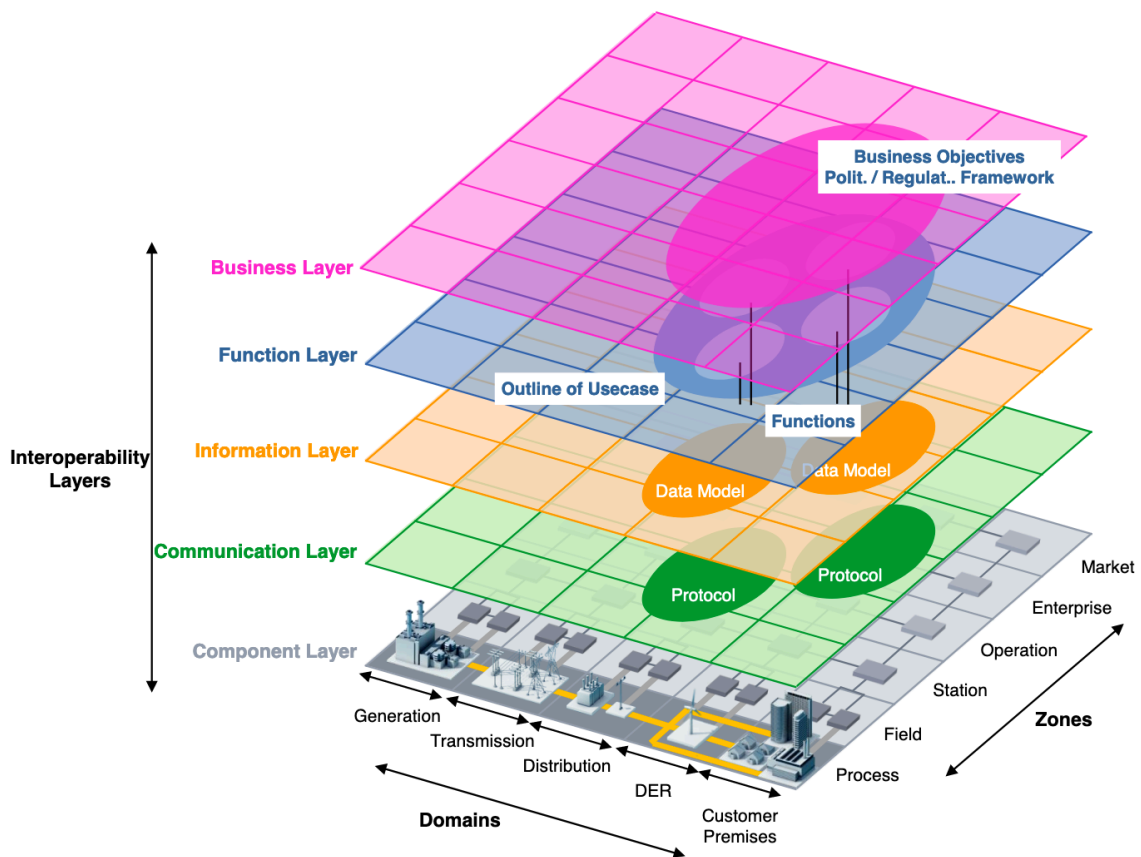 Business Objectives
Polit. / Regulat.. Framework
Business Layer
Function Layer
Outline of Usecase
Functions
Information Layer
Data Model
Data Model
Interoperability
Layers
Communication Layer
Protocol
Protocol
Component Layer
Market
Enterprise
Operation
Station
Field
Process
Zones
Generation
Transmission
Distribution
DER
Customer
Premises
Domains